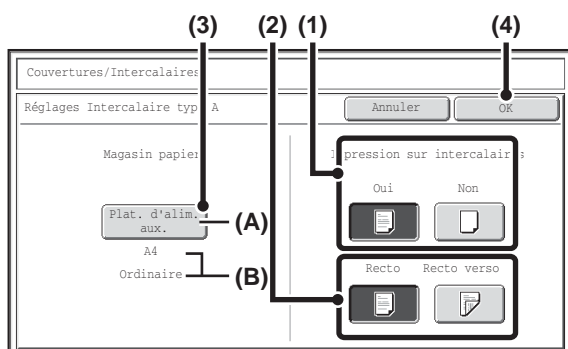 (3) (2) (1) (4)
Couvertures/Intercalaires
Réglages Intercalaire typ A
Annuler
OK
Magasin papier
Impression sur intercalaires
Plat. d'alim.
aux.
(A)
A4
Ordinaire
(B)
Oui Non
Recto Recto verso